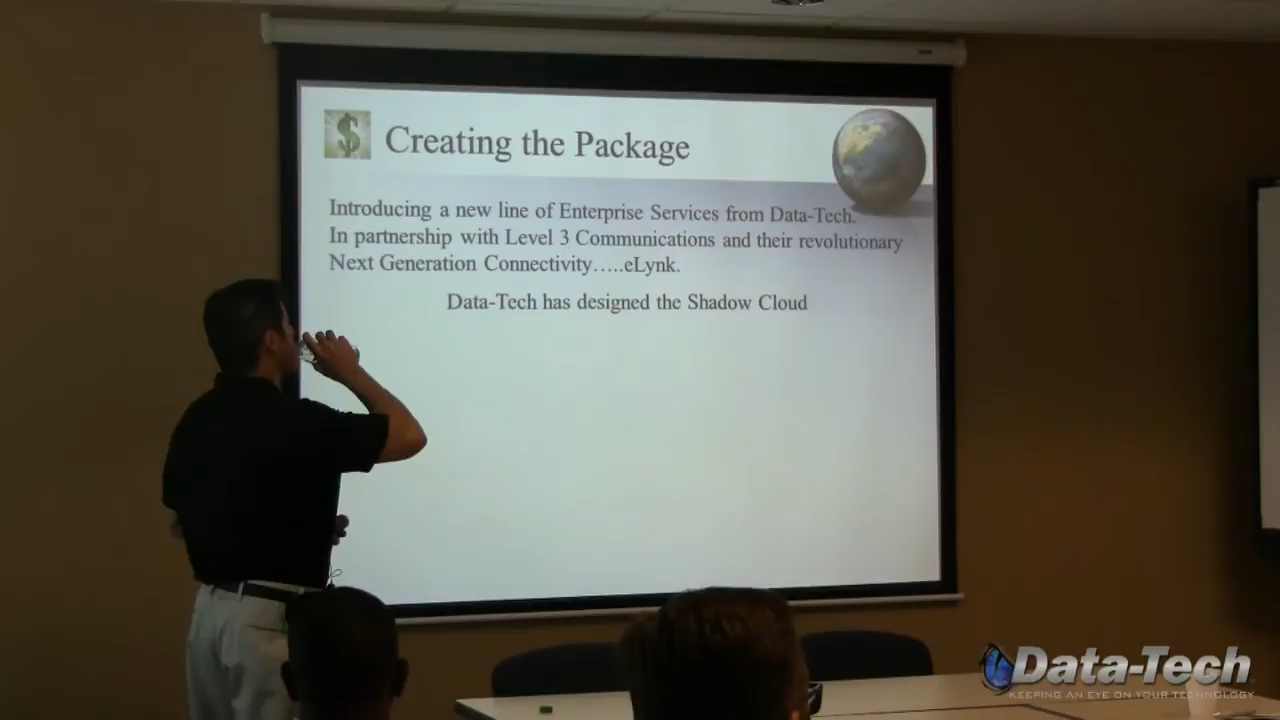 $
Creating the Package
Introducing a new line of Enterprise Services from Data-Tech.
In partnership with Level 3 Communications and their revolutionary
Next Generation Connectivity…..eLynk.
Data-Tech has designed the Shadow Cloud
Data-Tech
KEEPING AN EYE ON YOUR TECHNOLOGY